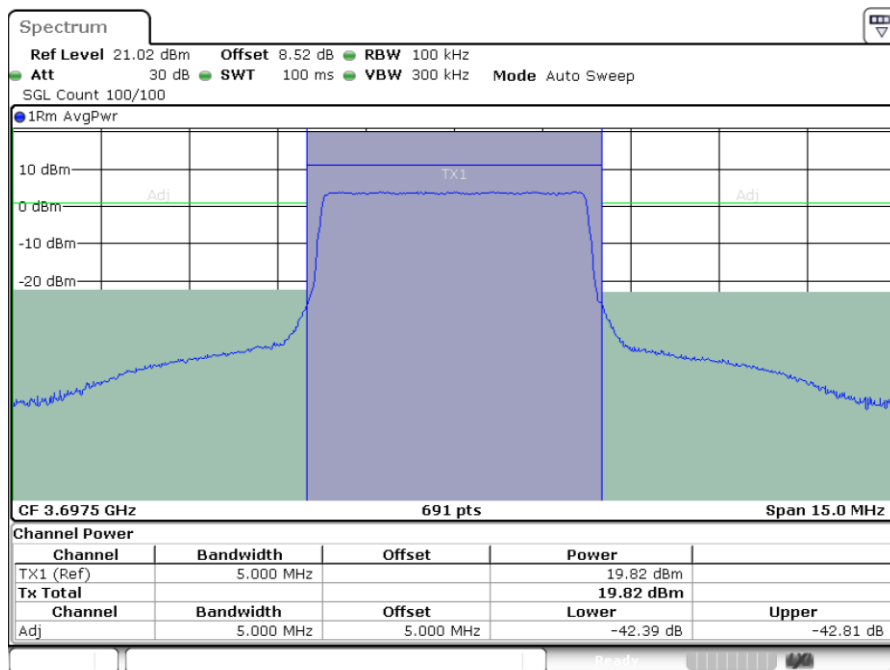 Spectrum
Ref Level 21.02 dBm Offset 8.52 dB RBW 100 kHz
Att 30 dB SWT 100 ms VBW 300 kHz Mode Auto Sweep
SGL Count 100/100
1Rm AvgPwr
10 dBm
TX1
Adj Adj
0 dBm
-10 dBm
-20 dBm
CF 3.6975 GHz 691 pts Span 15.0 MHz
Channel Power
Channel Bandwidth Offset Power
TX1 (Ref) 5.000 MHz 19.82 dBm
Tx Total 19.82 dBm
Channel Bandwidth Offset Lower Upper
Adj 5.000 MHz 5.000 MHz -42.39 dB -42.81 dB
Ready